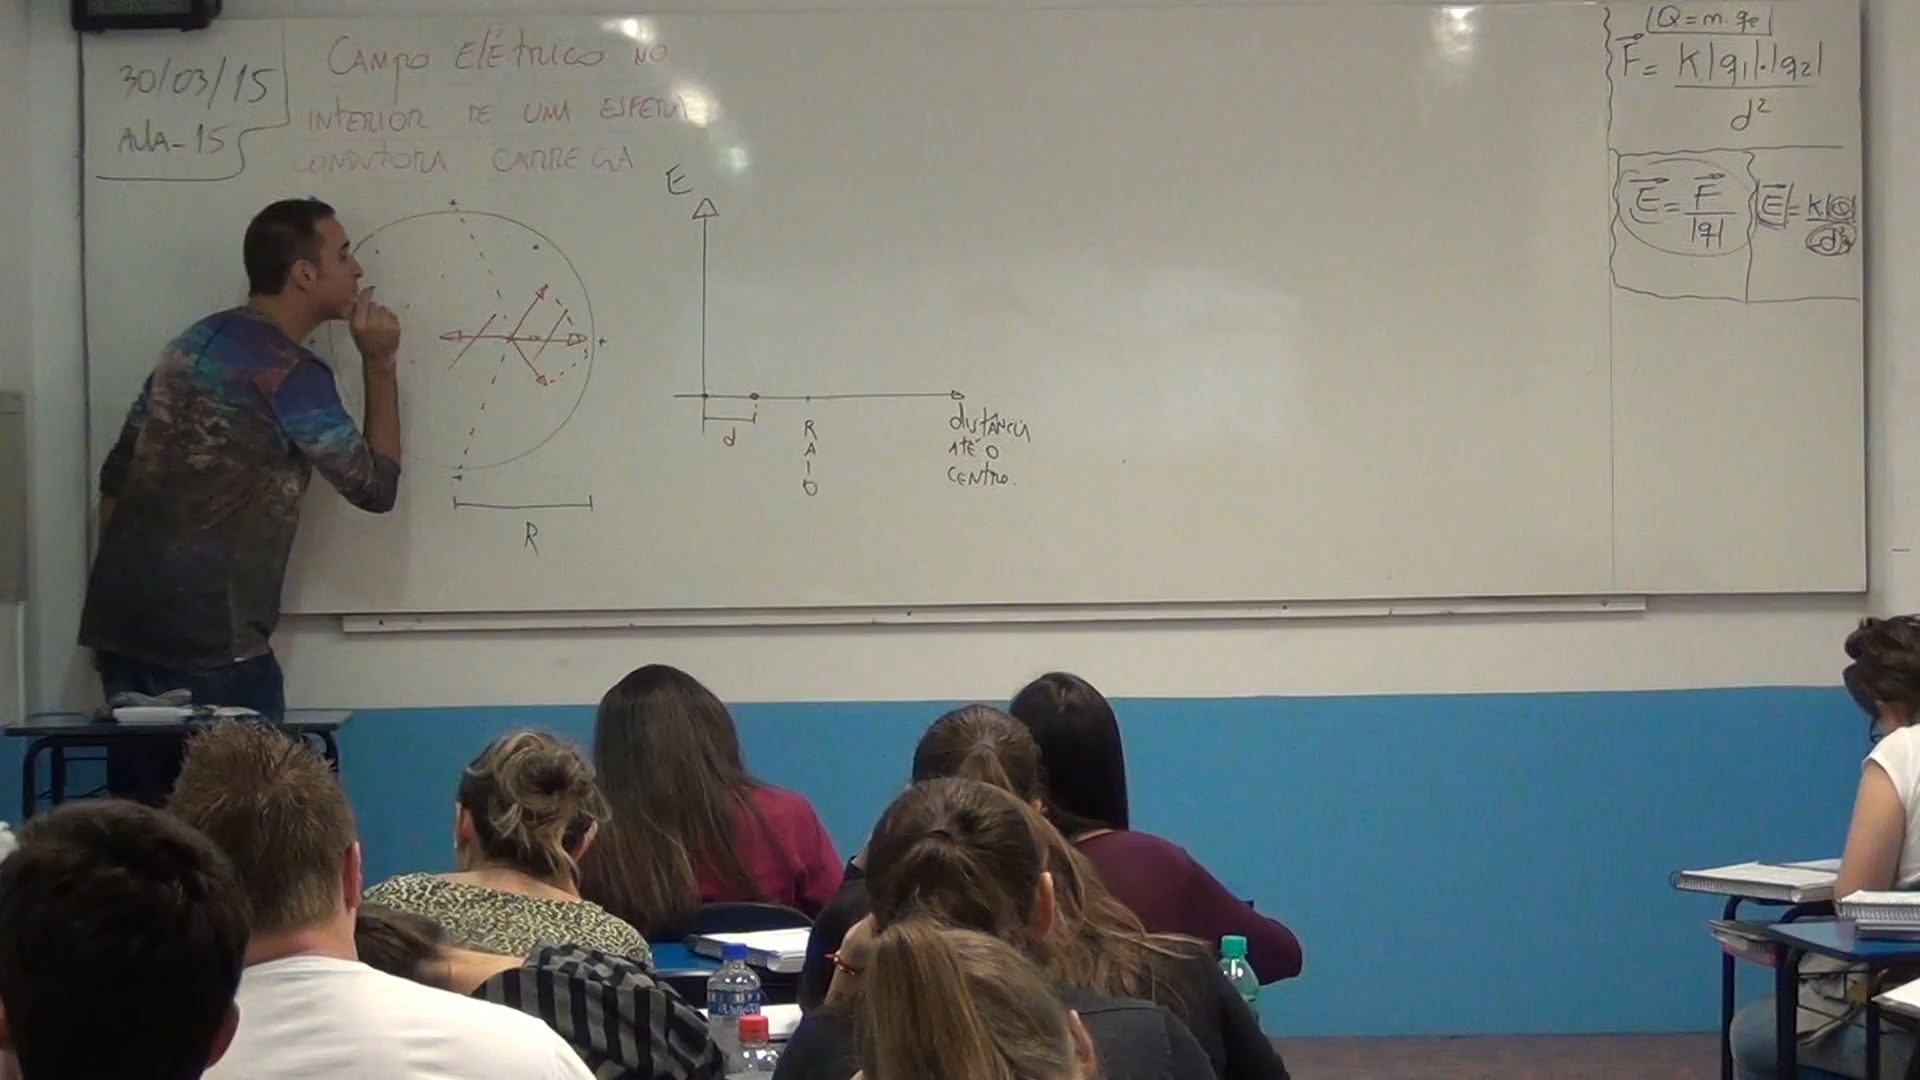 30/03/15
AULA-15
CAMPO ELÉTRICO NO
INTERIOR DE UMA ESFERA
CONDUTORA CARREGA
+
+
+
+
R
E
d
R
A
I
O
distância
ATÉ O
CENTRO.
|Q=m.qe|
F = K|q1|.|q2|
d²
E = F
|q|
|E| = K|Q|
d²